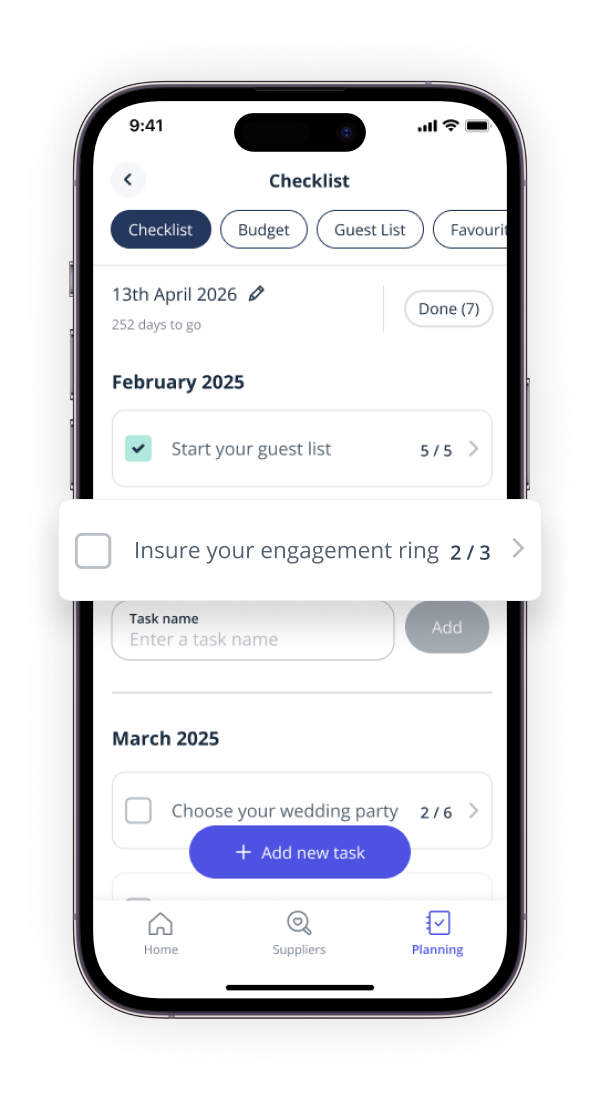 9:41
Checklist
Checklist
Budget
Guest List
Favourit
13th April 2026
252 days to go
Done (7)
February 2025
Start your guest list
5 / 5
Insure your engagement ring
2 / 3
Task name
Enter a task name
Add
March 2025
Choose your wedding party
2 / 6
+ Add new task
Home
Suppliers
Planning